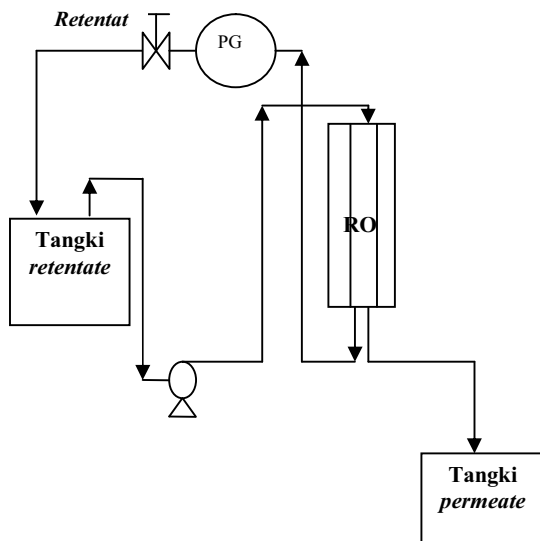 Retentat
PG
RO
Tangki
retentate
Tangki
permeate